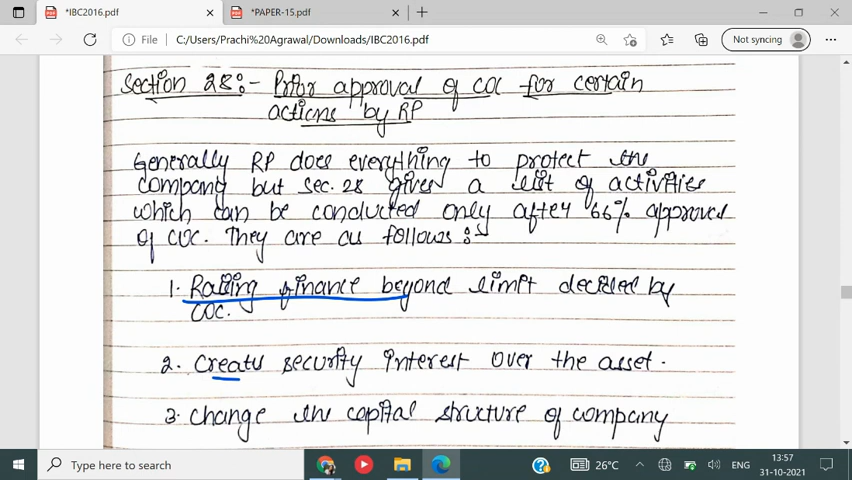 *IBC2016.pdf
*PAPER-15.pdf
File
C:/Users/Prachi%20Agrawal/Downloads/IBC2016.pdf
Not syncing
Section 28:- Prior approval of COC for certain
actions by RP
Generally RP does everything to protect the
company but sec. 28 gives a list of activities
which can be conducted only after 66% approval
of COC. They are as follows:-
1. Raising finance beyond limit decided by
COC.
2. Create security interest over the asset.
3. Change the capital structure of company
Type here to search
26°C
ENG
13:57
31-10-2021